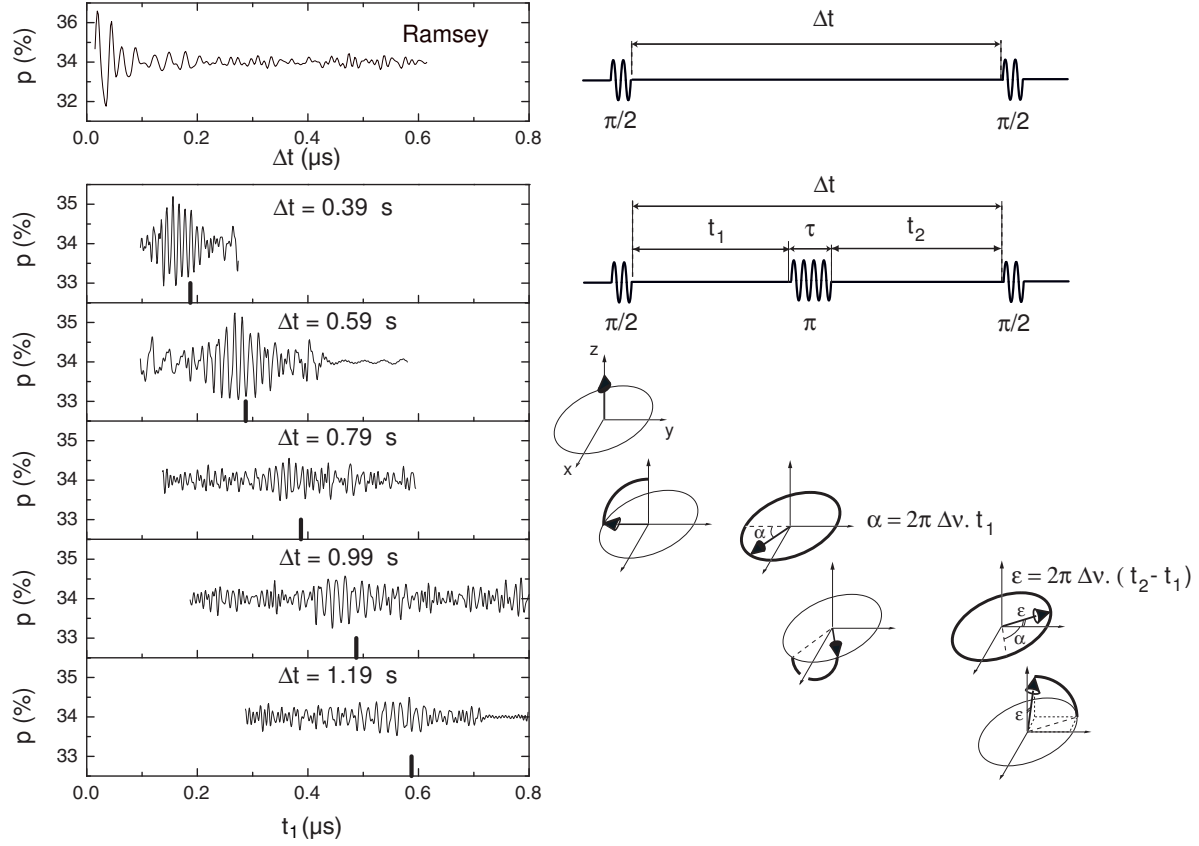 36
34
32
p (%)
Ramsey
0.0 0.2 0.4 0.6 0.8
Δt (μs)
35
34
33
p (%)
Δt = 0.39 s
35
34
33
p (%)
Δt = 0.59 s
35
34
33
p (%)
Δt = 0.79 s
35
34
33
p (%)
Δt = 0.99 s
35
34
33
p (%)
Δt = 1.19 s
0.0 0.2 0.4 0.6 0.8
t₁ (μs)
Δt
π/2 π/2
Δt
t₁ τ t₂
π/2 π π/2
z
y
x
α
α = 2π Δν. t₁
ε = 2π Δν. ( t₂- t₁)
ε
α
ε